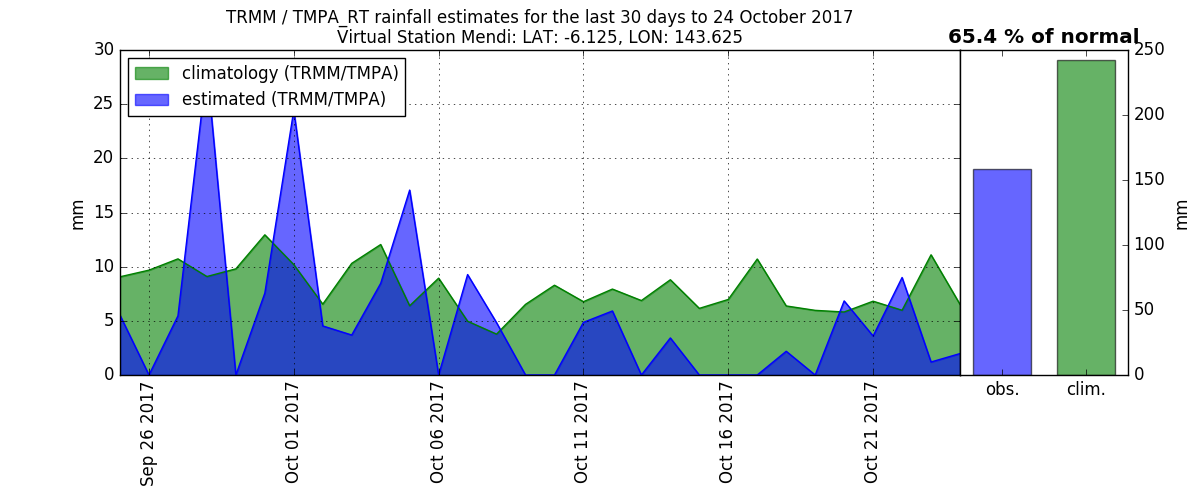 TRMM / TMPA_RT rainfall estimates for the last 30 days to 24 October 2017
Virtual Station Mendi: LAT: -6.125, LON: 143.625
65.4 % of normal
climatology (TRMM/TMPA)
estimated (TRMM/TMPA)
30
25
20
15
10
5
0
mm
Sep 26 2017
Oct 01 2017
Oct 06 2017
Oct 11 2017
Oct 16 2017
Oct 21 2017
obs.
clim.
250
200
150
100
50
0
mm